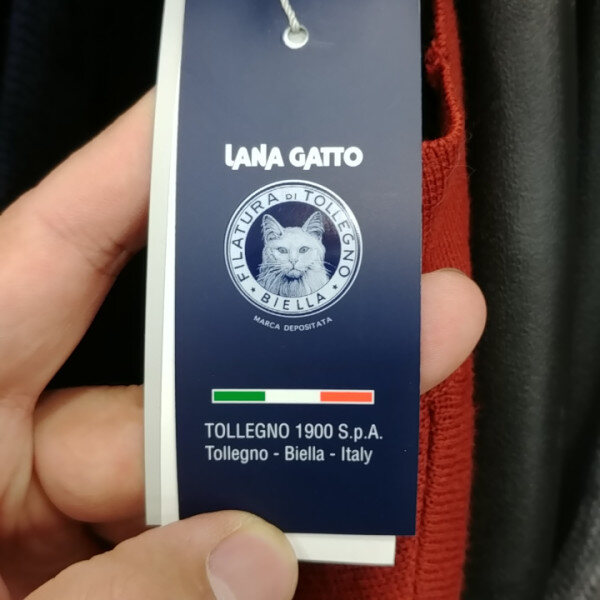 LANA GATTO
FILATURA DI TOLLEGNO
* BIELLA *
MARCA DEPOSITATA
TOLLEGNO 1900 S.p.A.
Tollegno - Biella - Italy